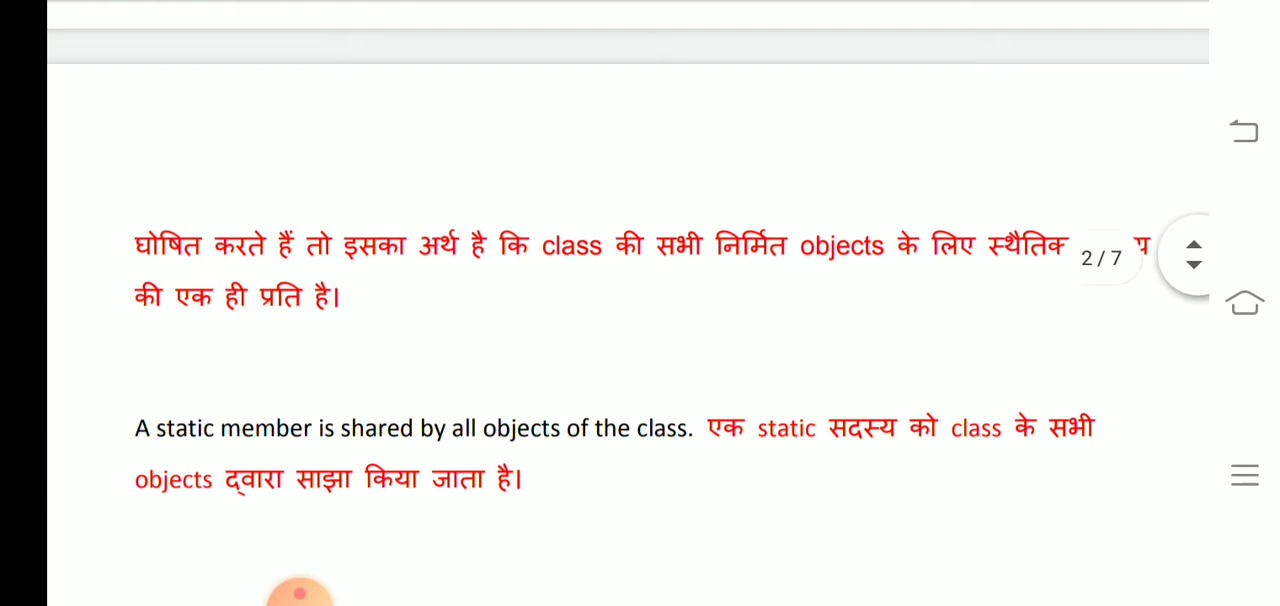 घोषित करते हैं तो इसका अर्थ है कि class की सभी निर्मित objects के लिए स्थैतिक
2 / 7
की एक ही प्रति है।
A static member is shared by all objects of the class. एक static सदस्य को class के सभी
objects द्वारा साझा किया जाता है।